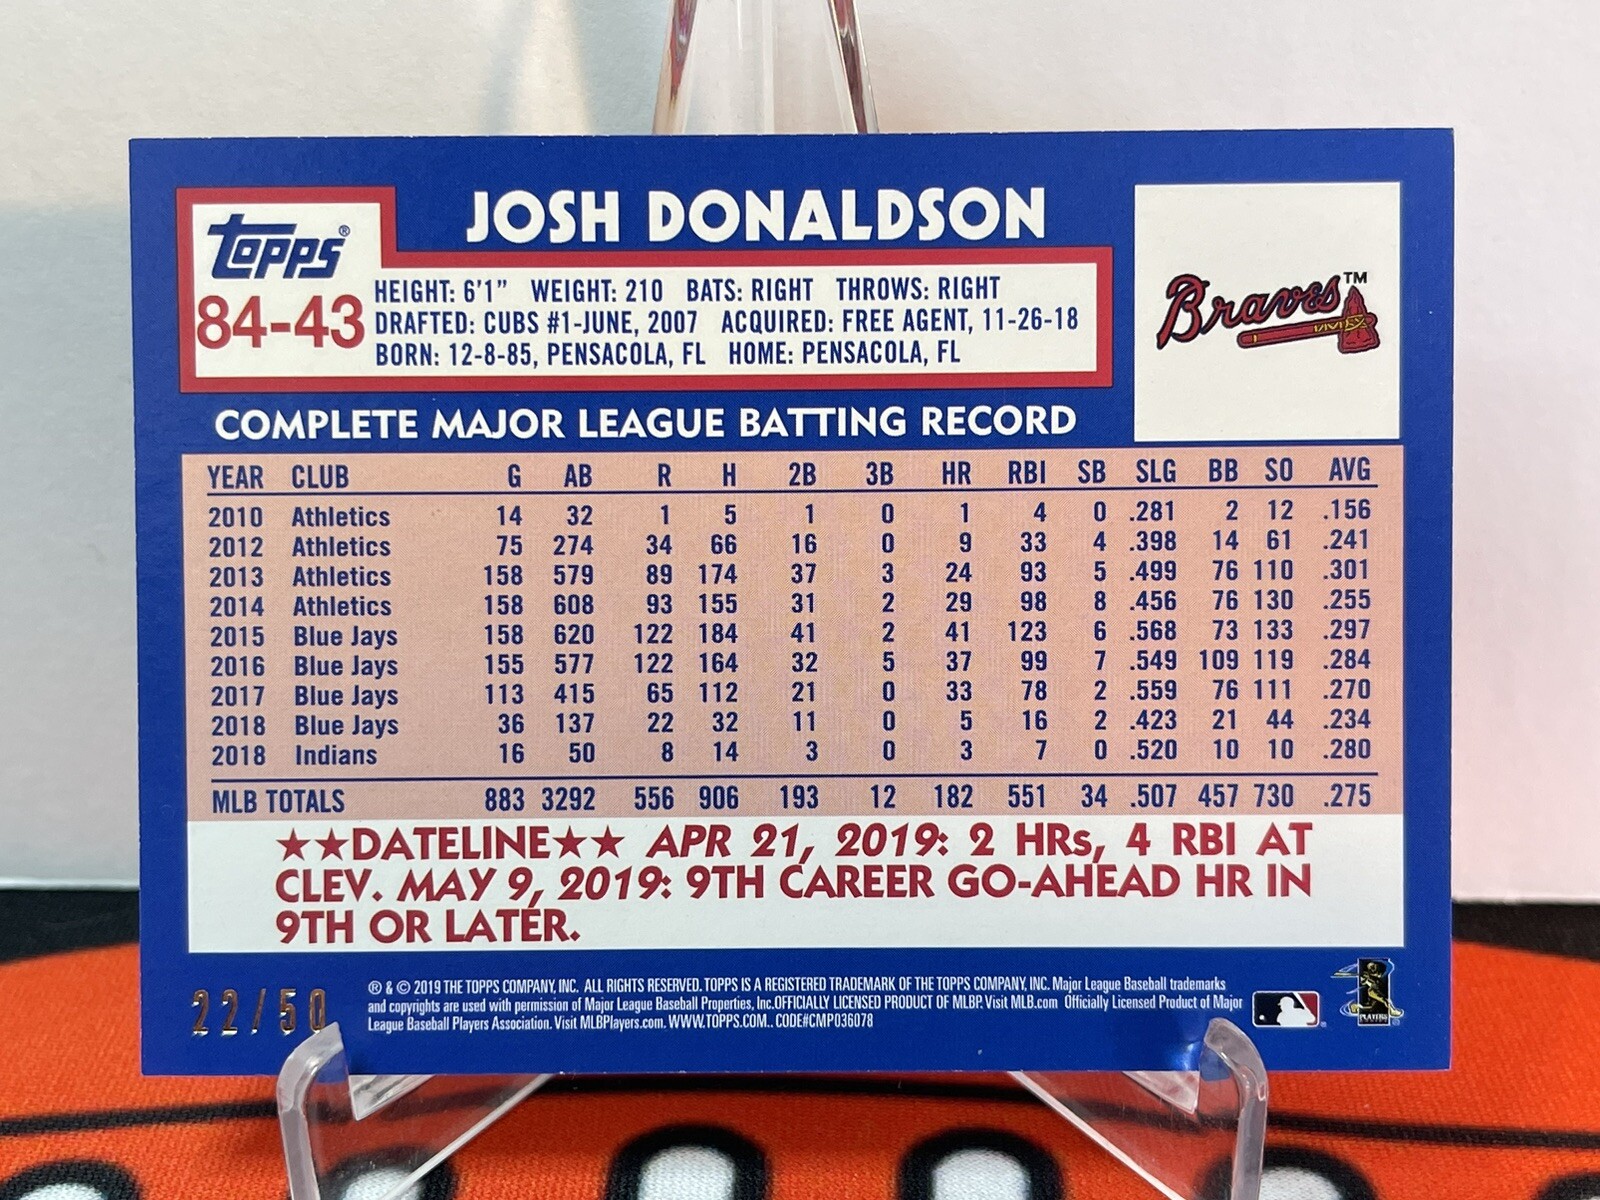 JOSH DONALDSON
Topps®
84-43
HEIGHT: 6'1" WEIGHT: 210 BATS: RIGHT THROWS: RIGHT
DRAFTED: CUBS #1-JUNE, 2007 ACQUIRED: FREE AGENT, 11-26-18
BORN: 12-8-85, PENSACOLA, FL HOME: PENSACOLA, FL
Braves™
COMPLETE MAJOR LEAGUE BATTING RECORD
YEAR CLUB G AB R H 2B 3B HR RBI SB SLG BB SO AVG
2010 Athletics 14 32 1 5 1 0 1 4 0 .281 2 12 .156
2012 Athletics 75 274 34 66 16 0 9 33 4 .398 14 61 .241
2013 Athletics 158 579 89 174 37 3 24 93 5 .499 76 110 .301
2014 Athletics 158 608 93 155 31 2 29 98 8 .456 76 130 .255
2015 Blue Jays 158 620 122 184 41 2 41 123 6 .568 73 133 .297
2016 Blue Jays 155 577 122 164 32 5 37 99 7 .549 109 119 .284
2017 Blue Jays 113 415 65 112 21 0 33 78 2 .559 76 111 .270
2018 Blue Jays 36 137 22 32 11 0 5 16 2 .423 21 44 .234
2018 Indians 16 50 8 14 3 0 3 7 0 .520 10 10 .280
MLB TOTALS 883 3292 556 906 193 12 182 551 34 .507 457 730 .275
★★DATELINE★★ APR 21, 2019: 2 HRs, 4 RBI AT
CLEV. MAY 9, 2019: 9TH CAREER GO-AHEAD HR IN
9TH OR LATER.
22/50
® & © 2019 THE TOPPS COMPANY, INC. ALL RIGHTS RESERVED. TOPPS IS A REGISTERED TRADEMARK OF THE TOPPS COMPANY, INC. Major League Baseball trademarks
and copyrights are used with permission of Major League Baseball Properties, Inc.OFFICIALLY LICENSED PRODUCT OF MLBP. Visit MLB.com Officially Licensed Product of Major
League Baseball Players Association. Visit MLBPlayers.com. WWW.TOPPS.COM.. CODE#CMP036078
PLAYERS